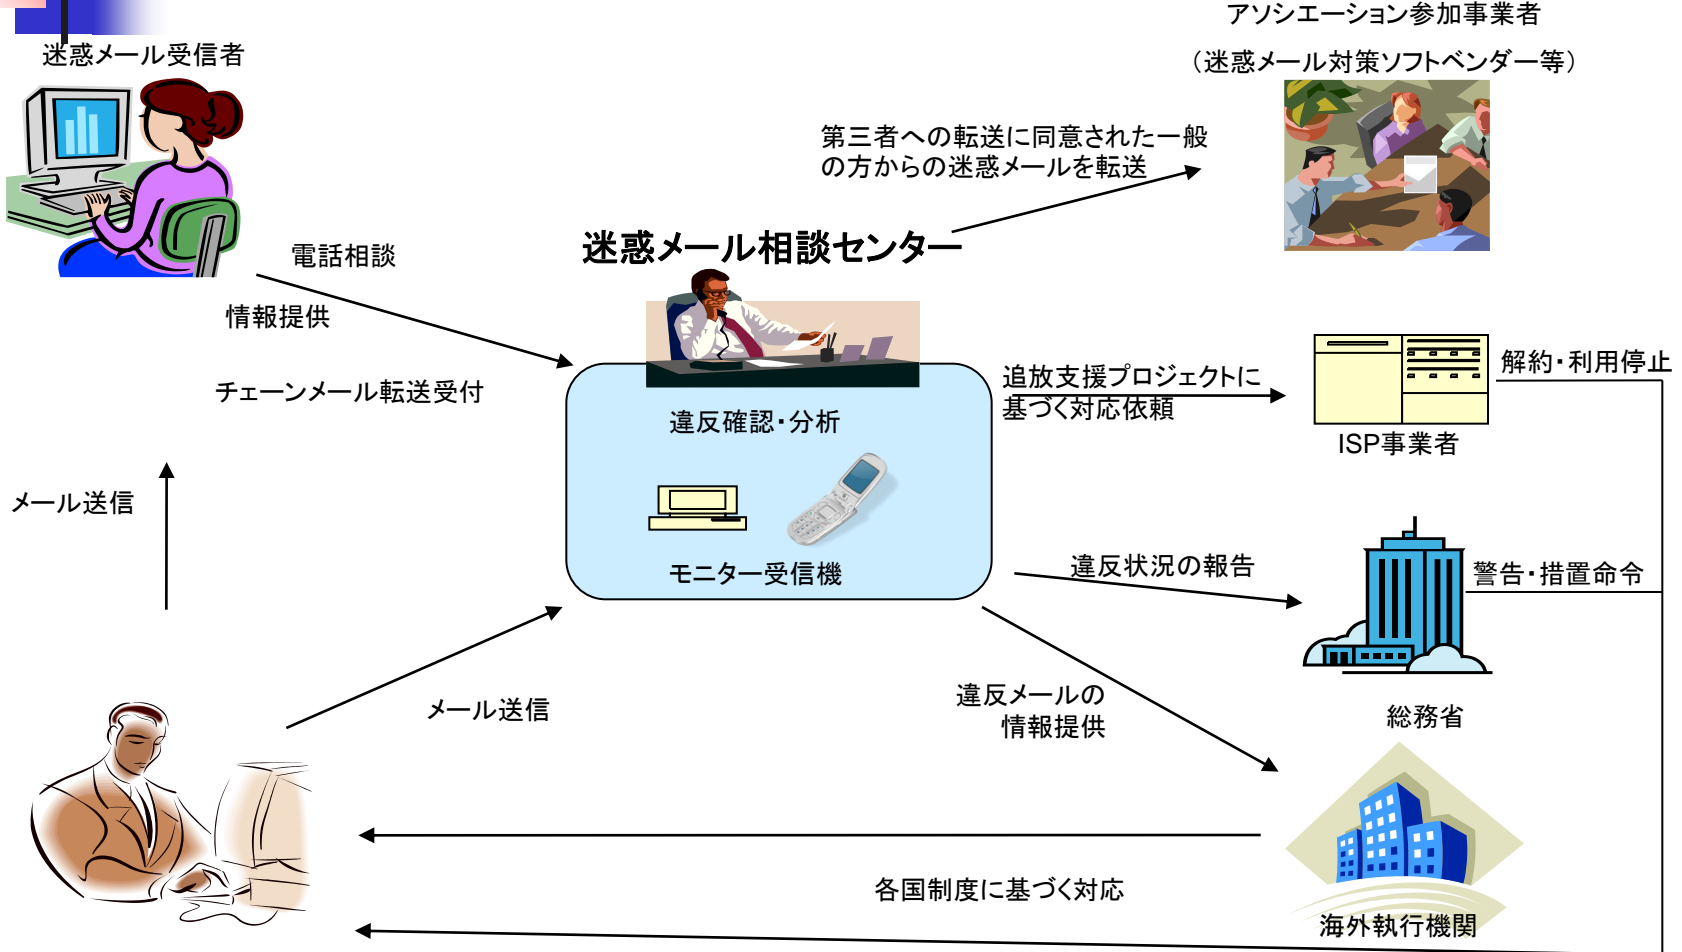 アソシエーション参加事業者
（迷惑メール対策ソフトベンダー等）
迷惑メール受信者
第三者への転送に同意された一般
の方からの迷惑メールを転送
迷惑メール相談センター
電話相談
情報提供
チェーンメール転送受付
違反確認・分析
モニター受信機
追放支援プロジェクトに
基づく対応依頼
ISP事業者
解約・利用停止
メール送信
違反状況の報告
警告・措置命令
総務省
メール送信
違反メールの
情報提供
各国制度に基づく対応
海外執行機関